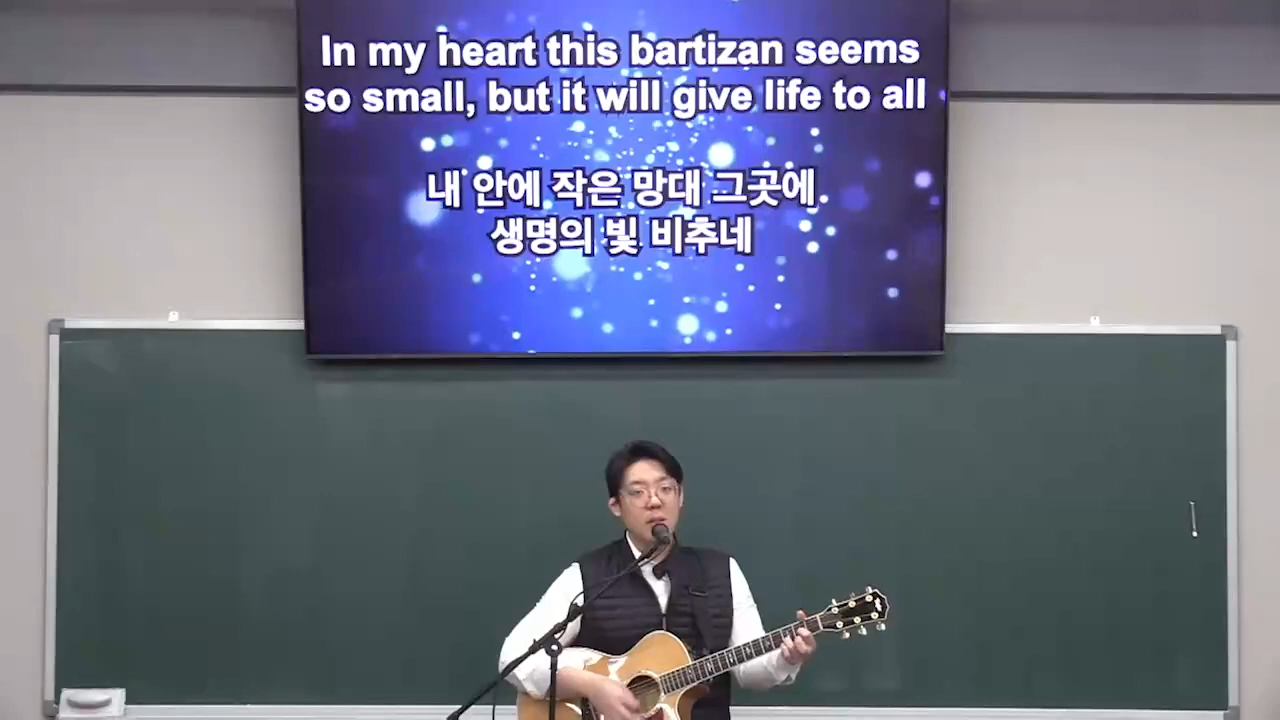 In my heart this bartizan seems
so small, but it will give life to all
내 안에 작은 망대 그곳에
생명의 빛 비추네